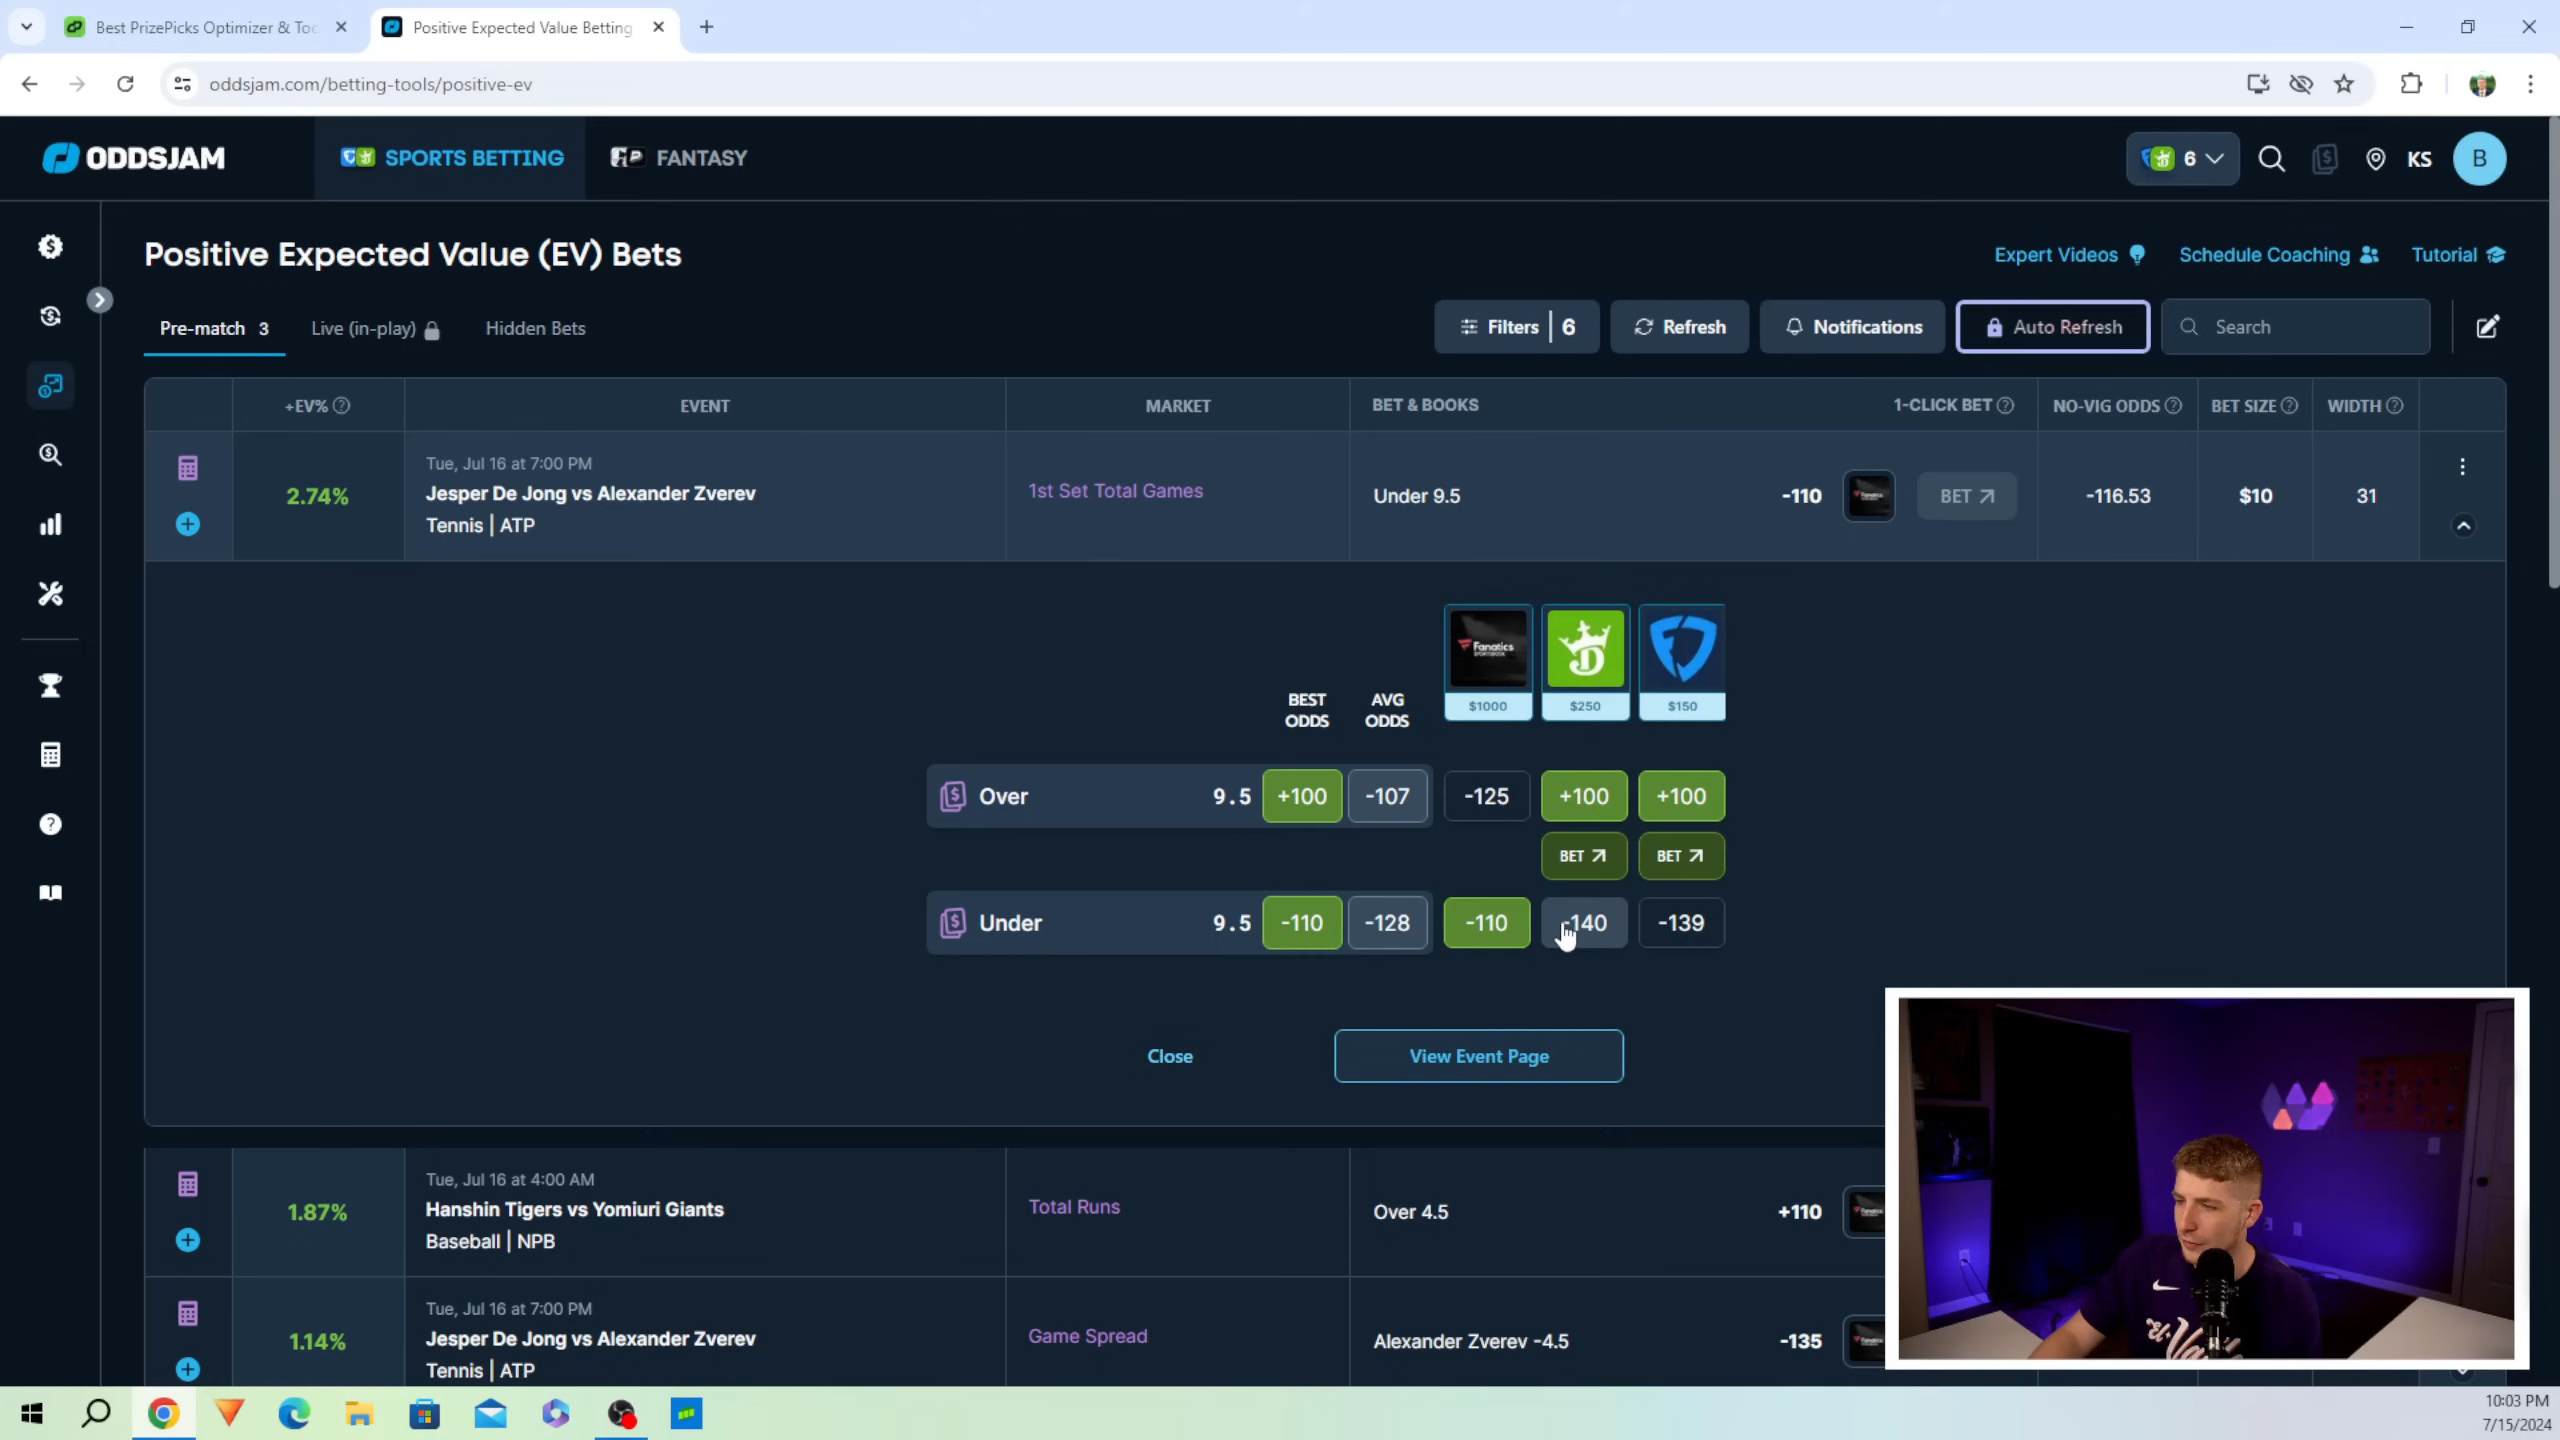 Best PrizePicks Optimizer & Too
Positive Expected Value Betting
oddsjam.com/betting-tools/positive-ev
ODDSJAM
SPORTS BETTING
FANTASY
6
KS
B
Positive Expected Value (EV) Bets
Expert Videos
Schedule Coaching
Tutorial
Pre-match 3
Live (in-play)
Hidden Bets
Filters | 6
Refresh
Notifications
Auto Refresh
Search
+EV%
EVENT
MARKET
BET & BOOKS
1-CLICK BET
NO-VIG ODDS
BET SIZE
WIDTH
2.74%
Tue, Jul 16 at 7:00 PM
Jesper De Jong vs Alexander Zverev
Tennis | ATP
1st Set Total Games
Under 9.5
-110
BET
-116.53
$10
31
Fanatics
SPORTSBOOK
BEST ODDS
AVG ODDS
$1000
$250
$150
Over 9.5 +100 -107 -125 +100 +100
BET BET
Under 9.5 -110 -128 -110 -140 -139
Close
View Event Page
1.87%
Tue, Jul 16 at 4:00 AM
Hanshin Tigers vs Yomiuri Giants
Baseball | NPB
Total Runs
Over 4.5
+110
1.14%
Tue, Jul 16 at 7:00 PM
Jesper De Jong vs Alexander Zverev
Tennis | ATP
Game Spread
Alexander Zverev -4.5
-135
10:03 PM
7/15/2024